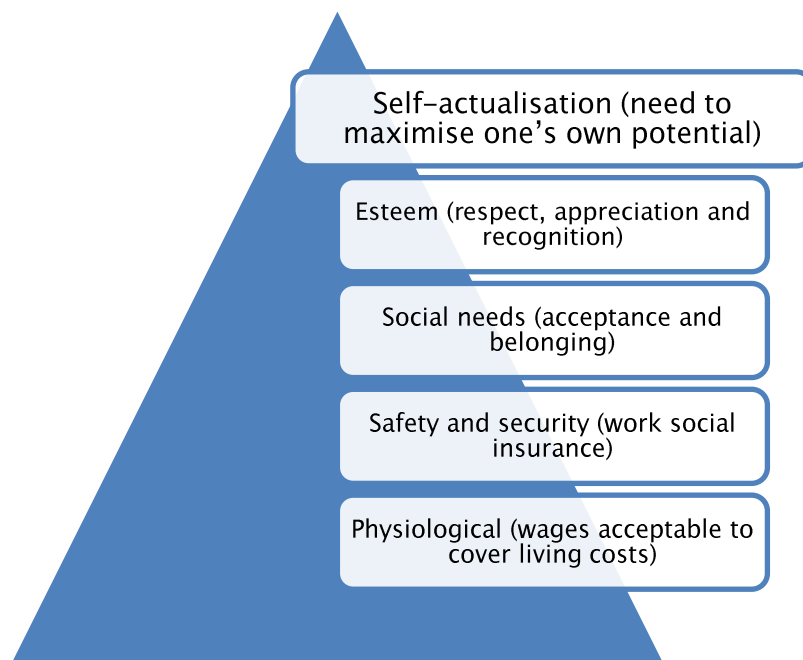 Self-actualisation (need to
maximise one's own potential)
Esteem (respect, appreciation and
recognition)
Social needs (acceptance and
belonging)
Safety and security (work social
insurance)
Physiological (wages acceptable to
cover living costs)